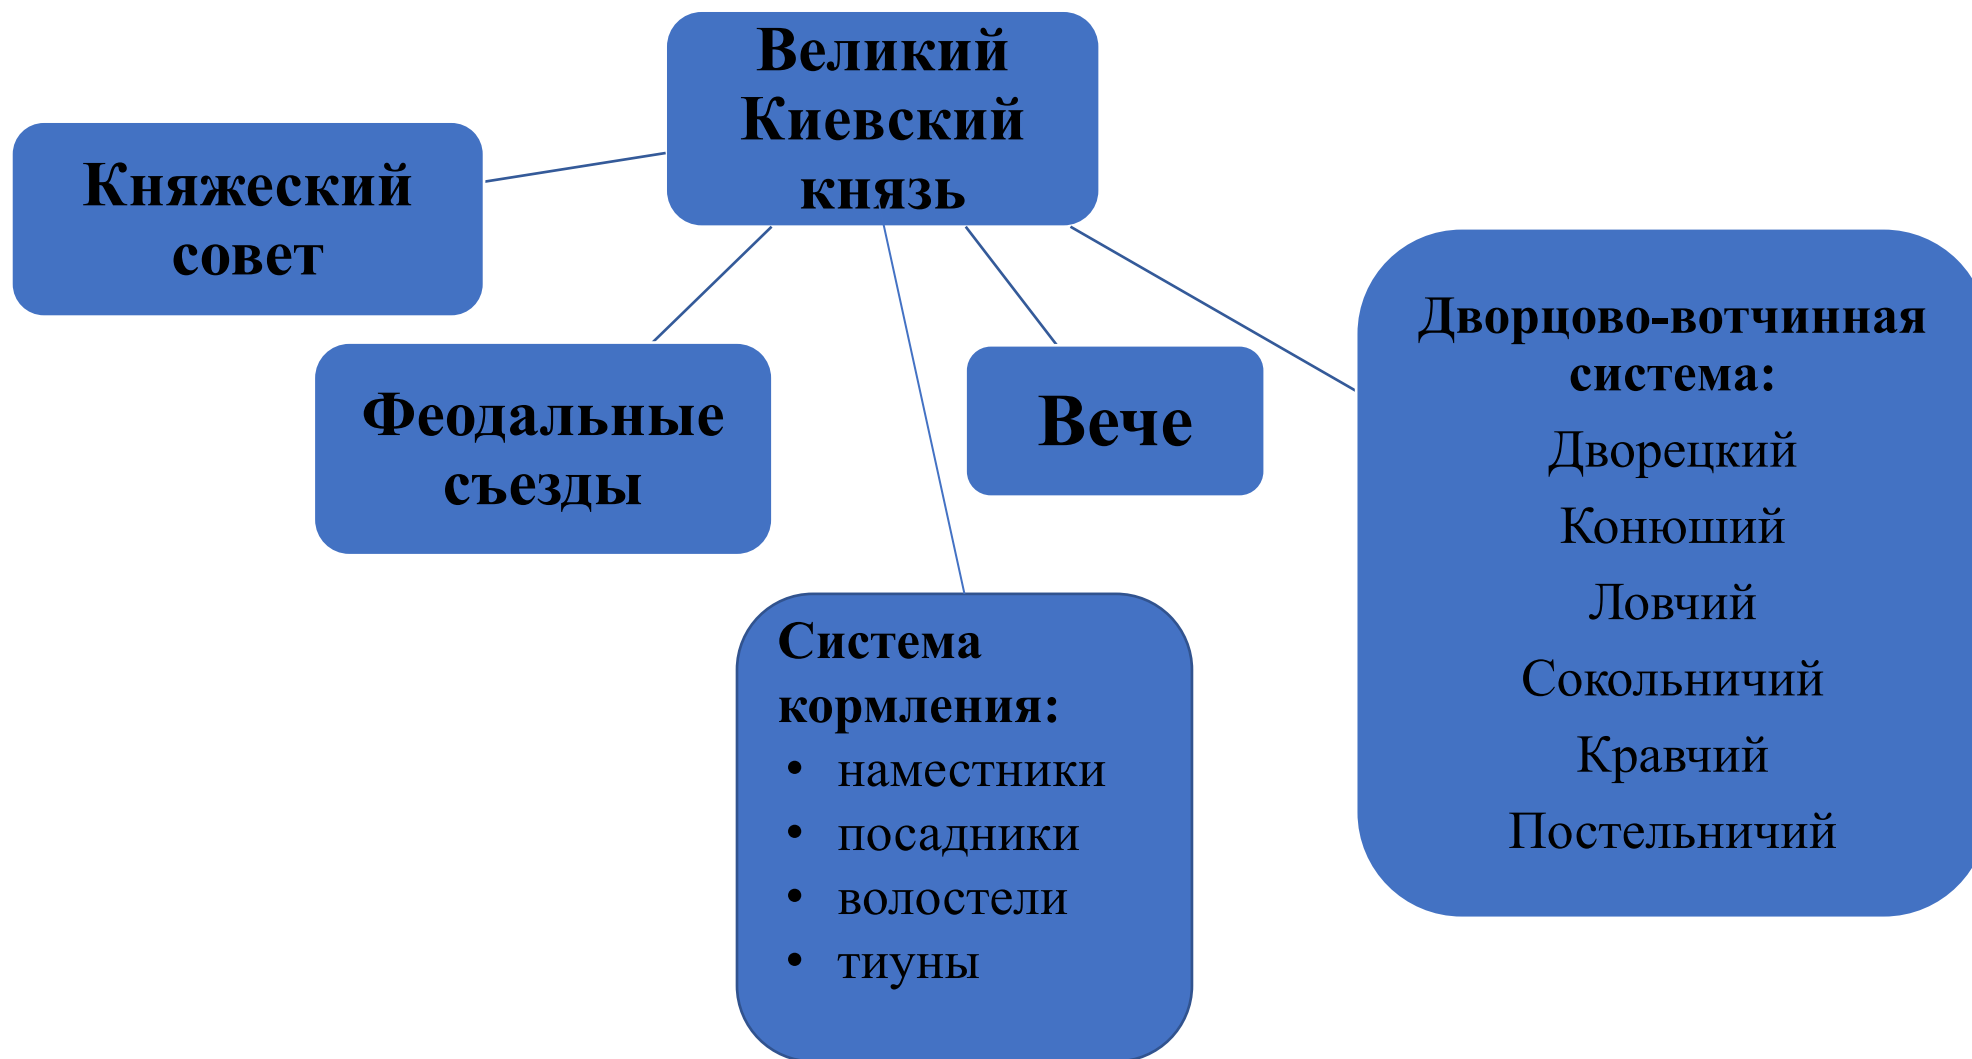 Великий
Киевский
князь
Княжеский
совет
Феодальные
съезды
Вече
Система
кормления:
• наместники
• посадники
• волостели
• тиуны
Дворцово-вотчинная
система:
Дворецкий
Конюший
Ловчий
Сокольничий
Кравчий
Постельничий